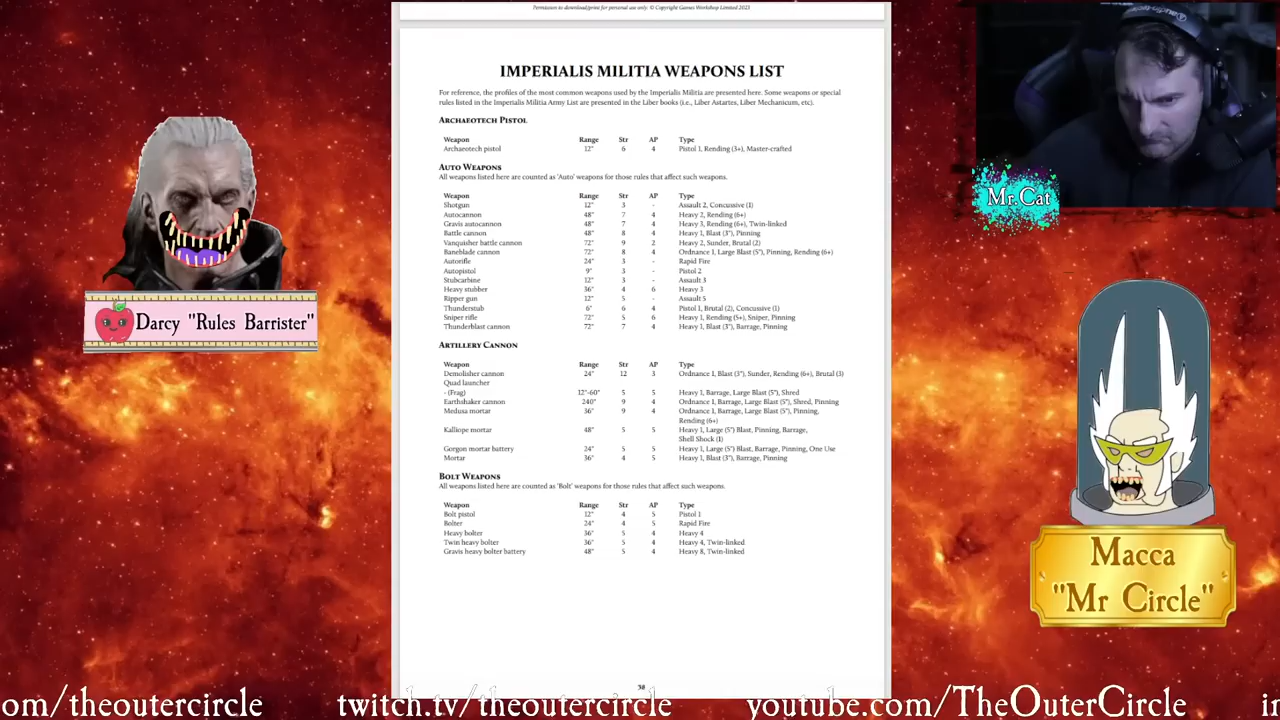 Permission to download/print for personal use only. © Copyright Games Workshop Limited 2023
IMPERIALIS MILITIA WEAPONS LIST
For reference, the profiles of the most common weapons used by the Imperialis Militia are presented here. Some weapons or special
rules listed in the Imperialis Militia Army List are presented in the Liber books (i.e., Liber Astartes, Liber Mechanicum, etc).
ARCHAEOTECH PISTOL
Weapon Range Str AP Type
Archaeotech pistol 12" 6 4 Pistol 1, Rending (3+), Master-crafted
AUTO WEAPONS
All weapons listed here are counted as 'Auto' weapons for those rules that affect such weapons.
Weapon Range Str AP Type
Shotgun 12" 3 - Assault 2, Concussive (1)
Autocannon 48" 7 4 Heavy 2, Rending (6+)
Gravis autocannon 48" 7 4 Heavy 3, Rending (6+), Twin-linked
Battle cannon 48" 8 4 Heavy 1, Blast (3"), Pinning
Vanquisher battle cannon 72" 9 2 Heavy 2, Sunder, Brutal (2)
Baneblade cannon 72" 8 4 Ordnance 1, Large Blast (5"), Pinning, Rending (6+)
Autorifle 24" 3 - Rapid Fire
Autopistol 9" 3 - Pistol 2
Stubcarbine 12" 3 - Assault 3
Heavy stubber 36" 4 6 Heavy 3
Ripper gun 12" 5 - Assault 5
Thunderstub 6" 6 4 Pistol 1, Brutal (2), Concussive (1)
Sniper rifle 72" 5 6 Heavy 1, Rending (5+), Sniper, Pinning
Thunderblast cannon 72" 7 4 Heavy 1, Blast (3"), Barrage, Pinning
ARTILLERY CANNON
Weapon Range Str AP Type
Demolisher cannon 24" 12 3 Ordnance 1, Blast (3"), Sunder, Rending (6+), Brutal (3)
Quad launcher
- (Frag) 12"-60" 5 5 Heavy 1, Barrage, Large Blast (5"), Shred
Earthshaker cannon 240" 9 4 Ordnance 1, Barrage, Large Blast (5"), Shred, Pinning
Medusa mortar 36" 9 4 Ordnance 1, Barrage, Large Blast (5"), Pinning,
Rending (6+)
Kalliope mortar 48" 5 5 Heavy 1, Large (5") Blast, Pinning, Barrage,
Shell Shock (1)
Gorgon mortar battery 24" 5 5 Heavy 1, Large (5") Blast, Barrage, Pinning, One Use
Mortar 36" 4 5 Heavy 1, Blast (3"), Barrage, Pinning
BOLT WEAPONS
All weapons listed here are counted as 'Bolt' weapons for those rules that affect such weapons.
Weapon Range Str AP Type
Bolt pistol 12" 4 5 Pistol 1
Bolter 24" 4 5 Rapid Fire
Heavy bolter 36" 5 4 Heavy 4
Twin heavy bolter 36" 5 4 Heavy 4, Twin-linked
Gravis heavy bolter battery 48" 5 4 Heavy 8, Twin-linked
Darcy "Rules Barrister"
Mr.Cat
Macca
"Mr Circle"
om/theoutercircle twitch.tv/theoutercircle youtube.com/TheOuterCircle